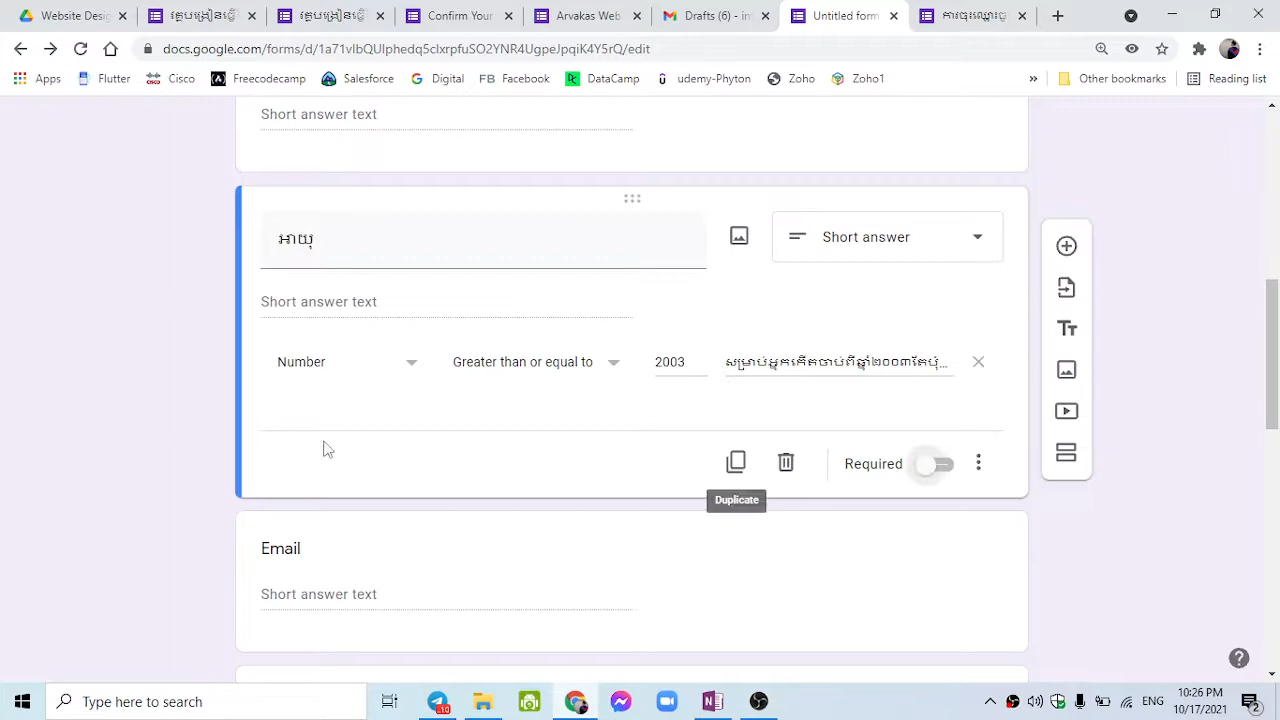 Website Desig
Confirm Your
Arvakas Web
Drafts (6) - in
Untitled form
docs.google.com/forms/d/1a71vIbQUIphedq5clxrpfuSO2YNR4UgpeJpqiK4Y5rQ/edit
Apps
Flutter
Cisco
Freecodecamp
Salesforce
Digital
Facebook
DataCamp
udemy-Phyton
Zoho
Zoho1
»
Other bookmarks
Reading list
Short answer text
អាយុ
Short answer
Short answer text
Number
Greater than or equal to
2003
Required
Duplicate
Email
Short answer text
Type here to search
ENG
10:26 PM
10/17/2021